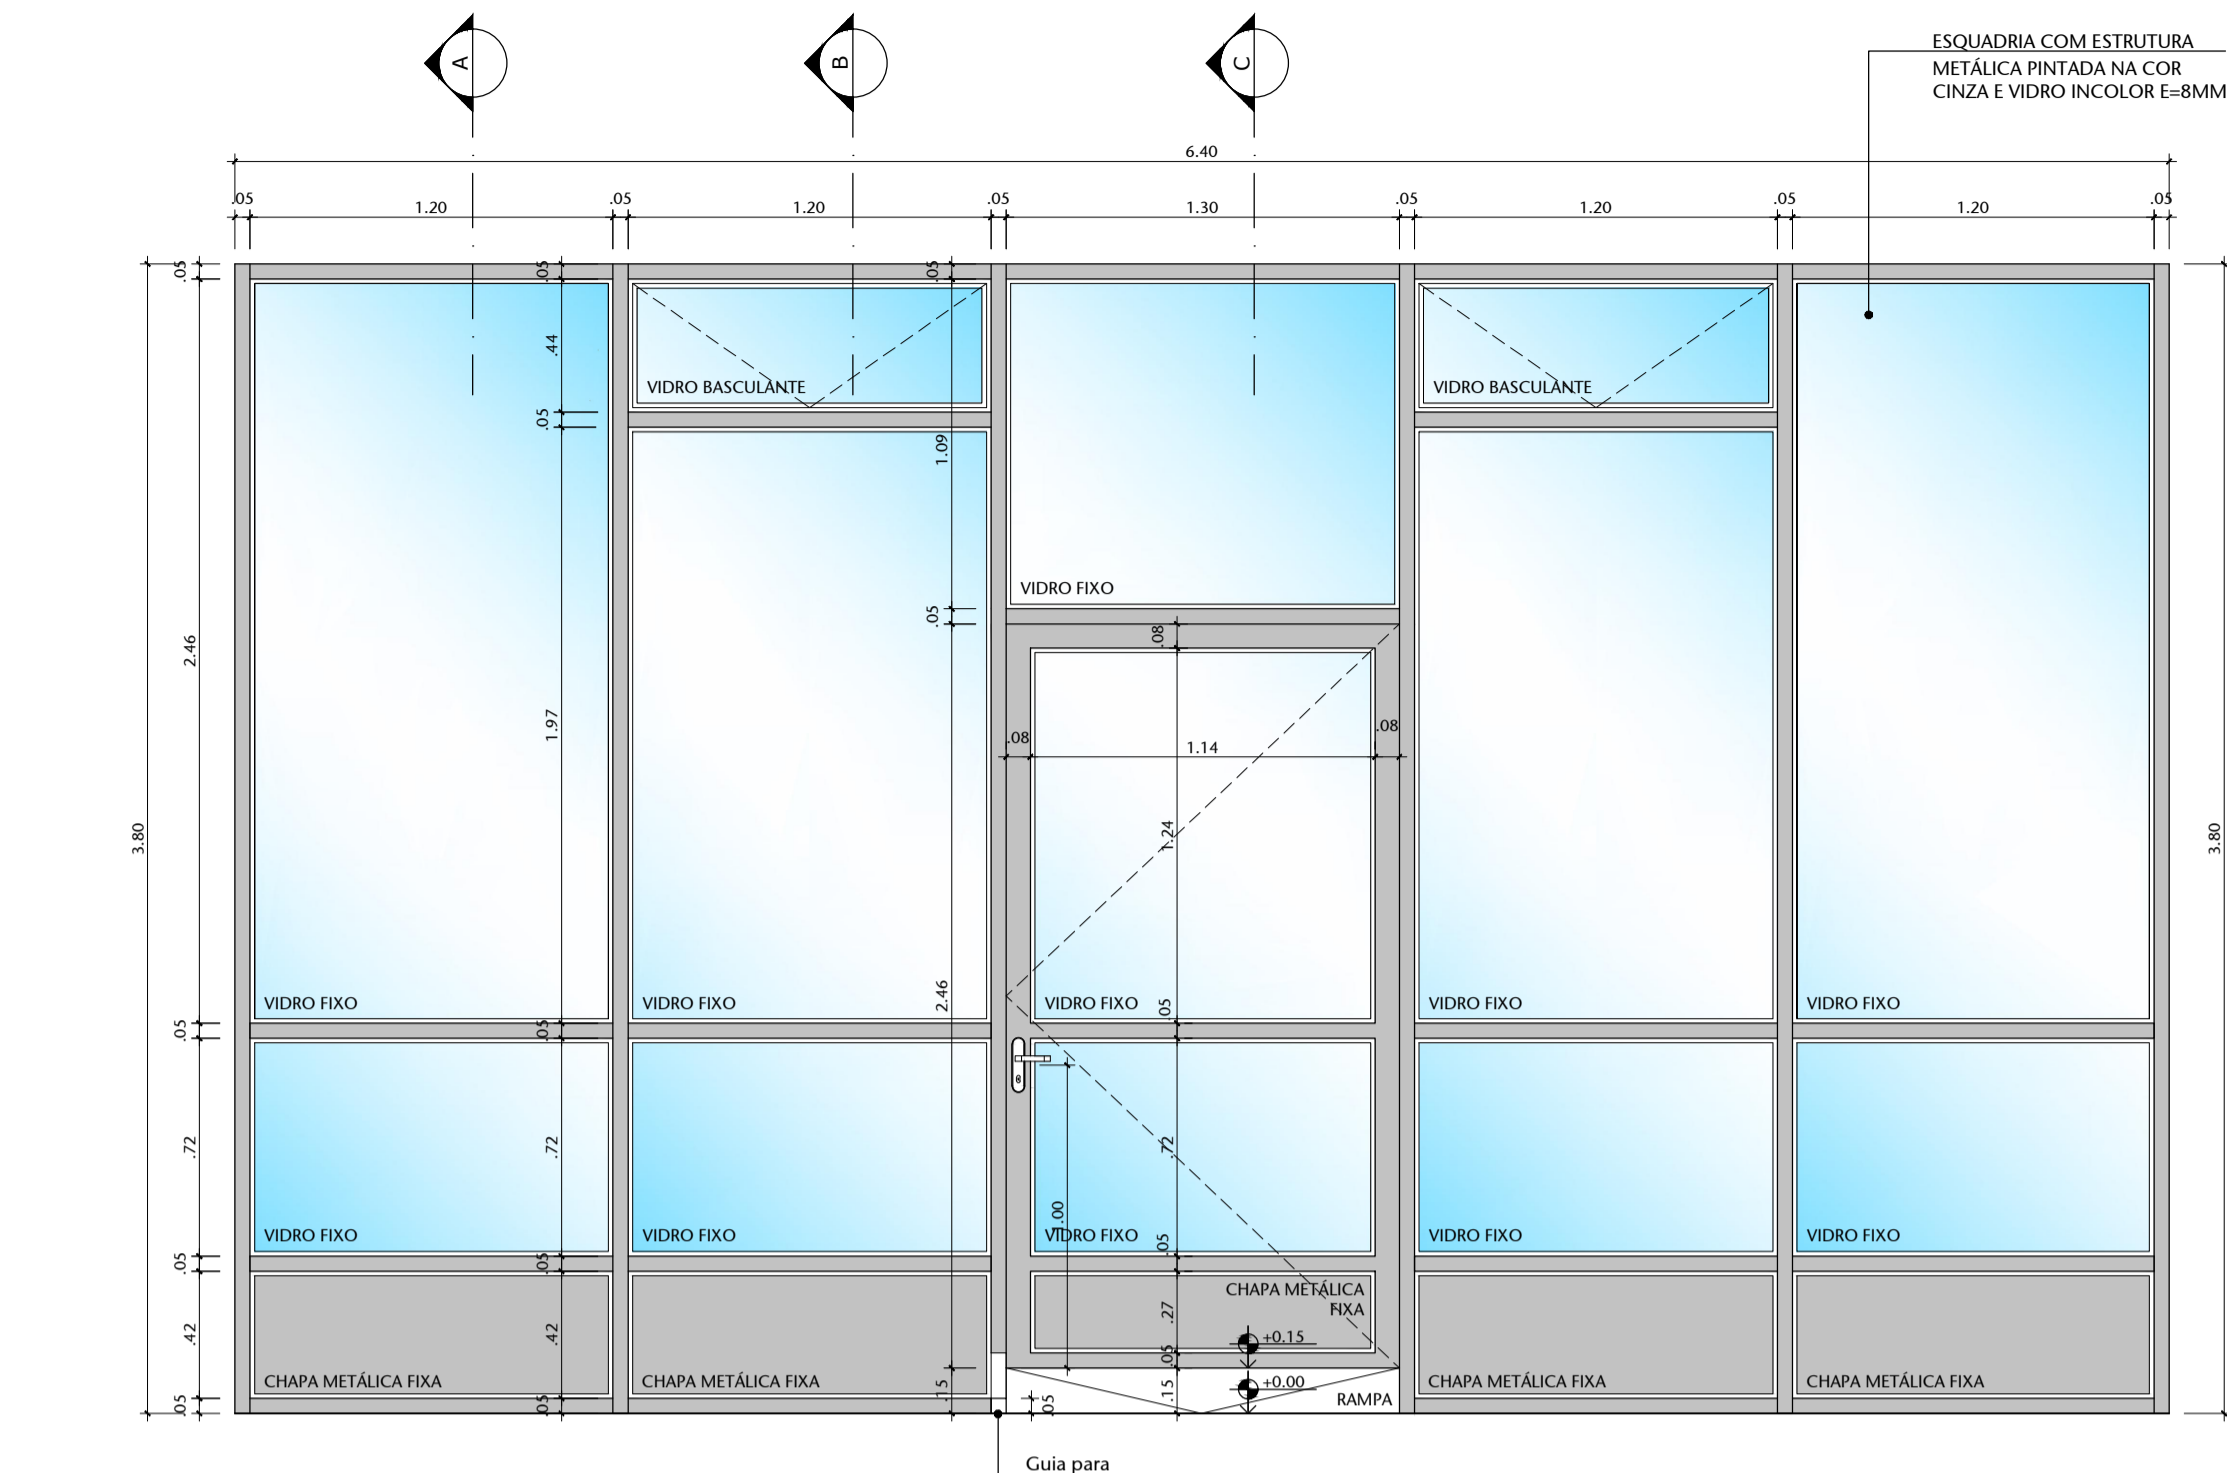 A
B
C
ESQUADRIA COM ESTRUTURA
METÁLICA PINTADA NA COR
CINZA E VIDRO INCOLOR E=8MM
6.40
.05 1.20 .05 1.20 .05 1.30 .05 1.20 .05 1.20 .05
.05
.05
.05
.44
.05
VIDRO BASCULANTE
VIDRO BASCULANTE
1.09
VIDRO FIXO
.05
.08
2.46
1.97
.08
1.14
.08
3.80
1.24
3.80
2.46
VIDRO FIXO
VIDRO FIXO
VIDRO FIXO
VIDRO FIXO
VIDRO FIXO
.05
.05
.05
.72
.72
.72
1.00
VIDRO FIXO
VIDRO FIXO
VIDRO FIXO
VIDRO FIXO
VIDRO FIXO
.05
.05
.05
CHAPA METÁLICA
FIXA
.27
.42
.42
+0.15
.05
CHAPA METÁLICA FIXA
CHAPA METÁLICA FIXA
+0.00
CHAPA METÁLICA FIXA
CHAPA METÁLICA FIXA
.15
.15
RAMPA
.05
.05
.05
Guia para